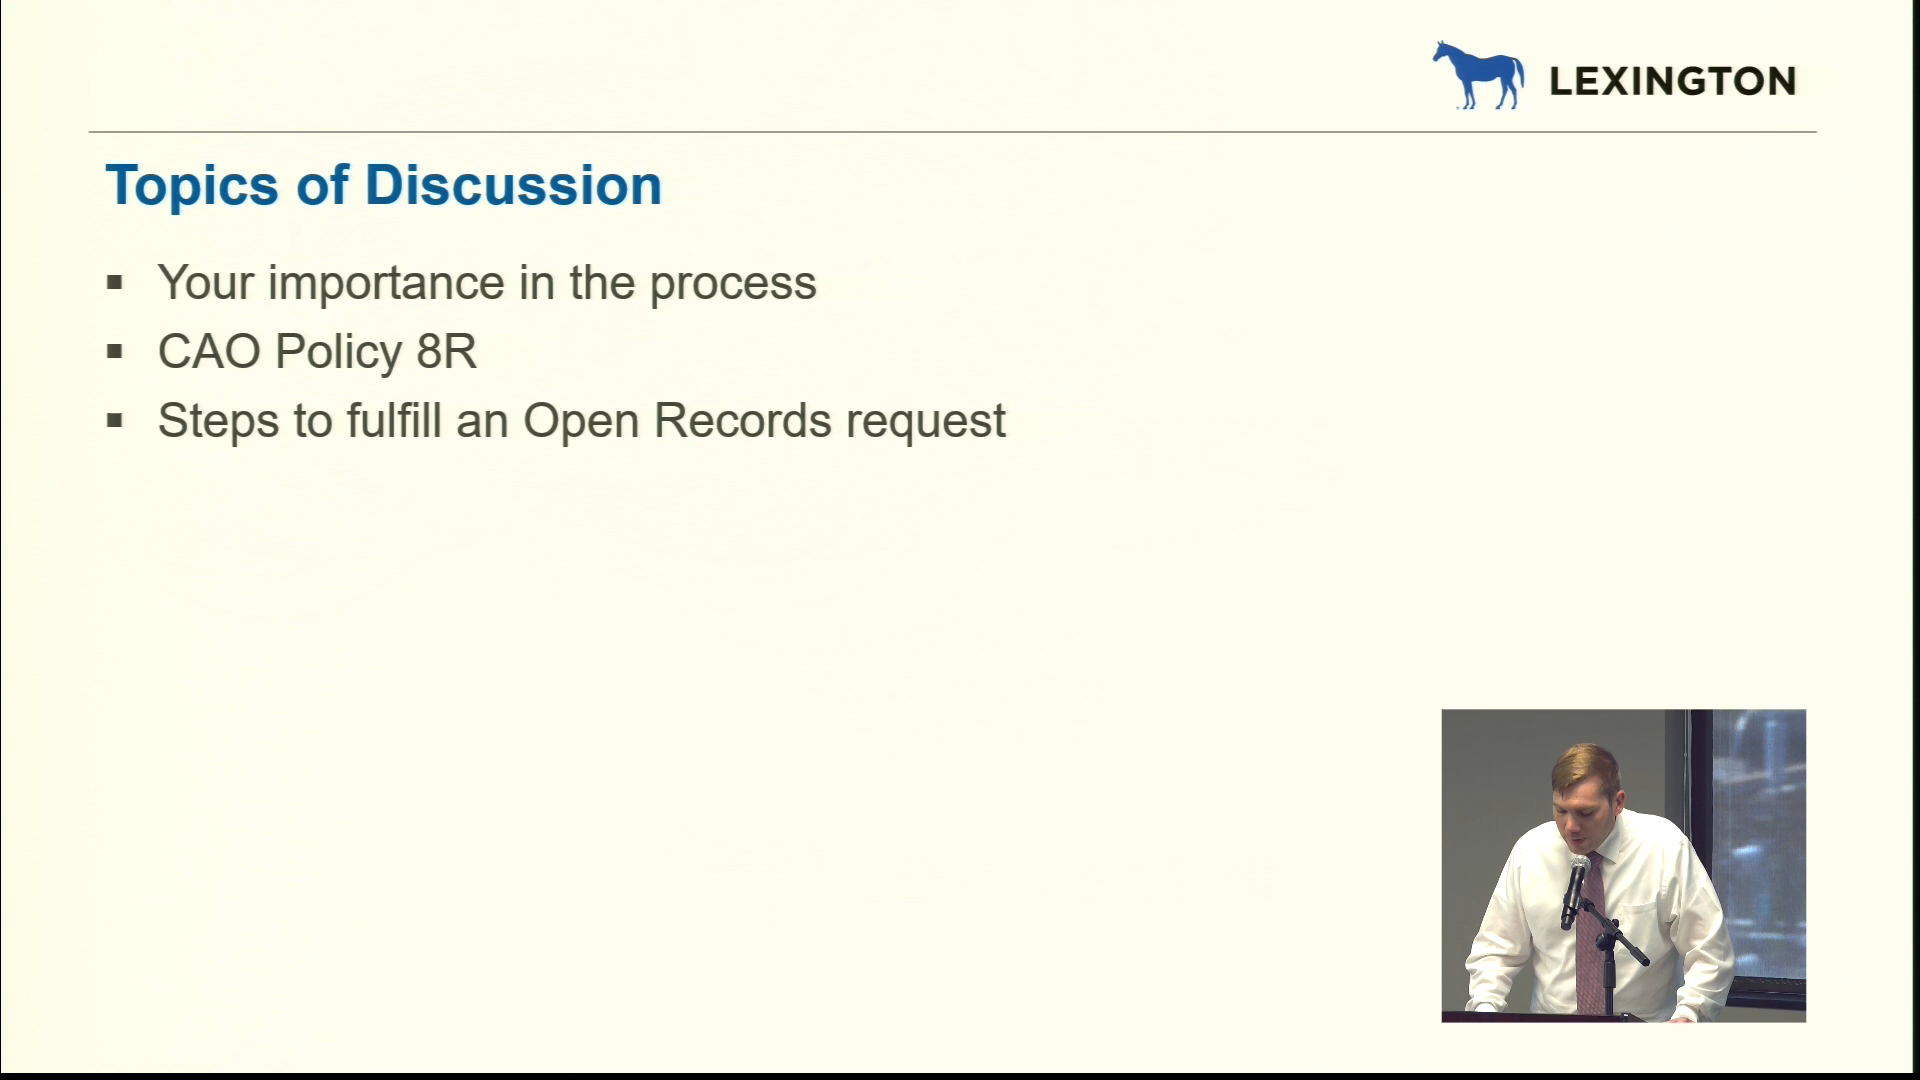 LEXINGTON
Topics of Discussion
Your importance in the process
CAO Policy 8R
Steps to fulfill an Open Records request